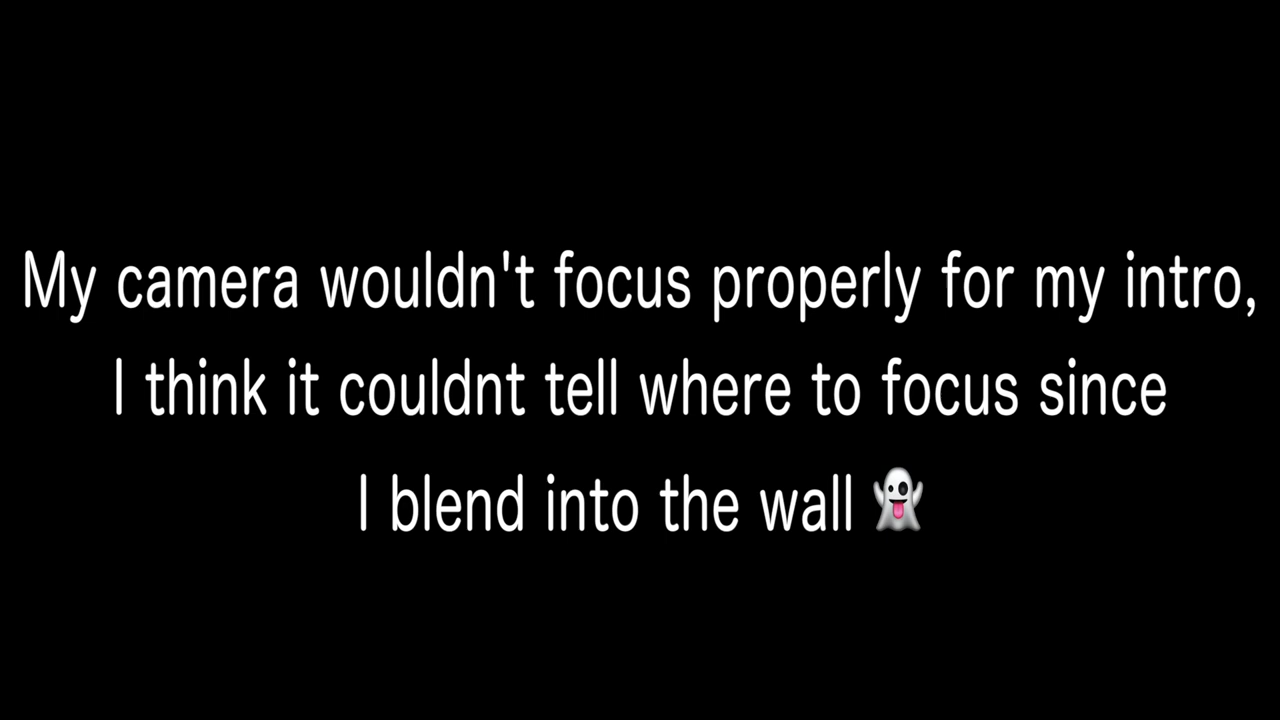 My camera wouldn't focus properly for my intro,
I think it couldnt tell where to focus since
I blend into the wall 👻